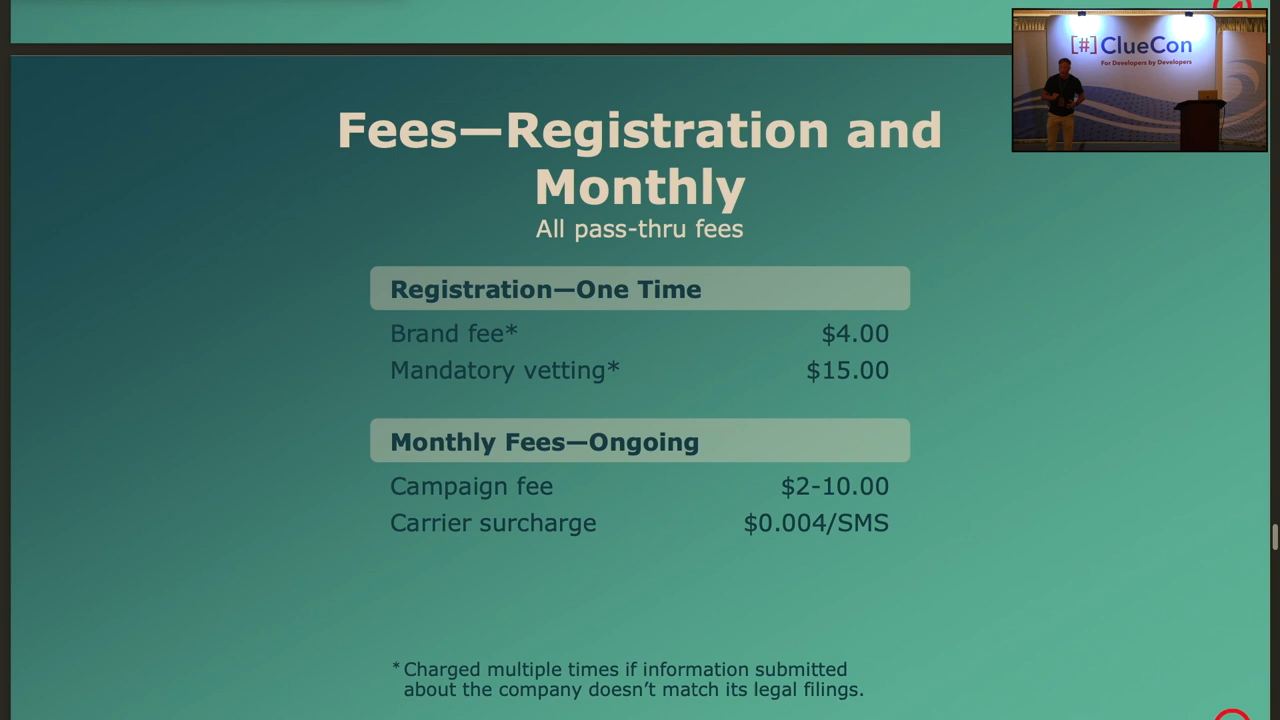 [#]ClueCon
For Developers by Developers
Fees—Registration and
Monthly
All pass-thru fees
Registration—One Time
Brand fee* $4.00
Mandatory vetting* $15.00
Monthly Fees—Ongoing
Campaign fee $2-10.00
Carrier surcharge $0.004/SMS
* Charged multiple times if information submitted
about the company doesn’t match its legal filings.